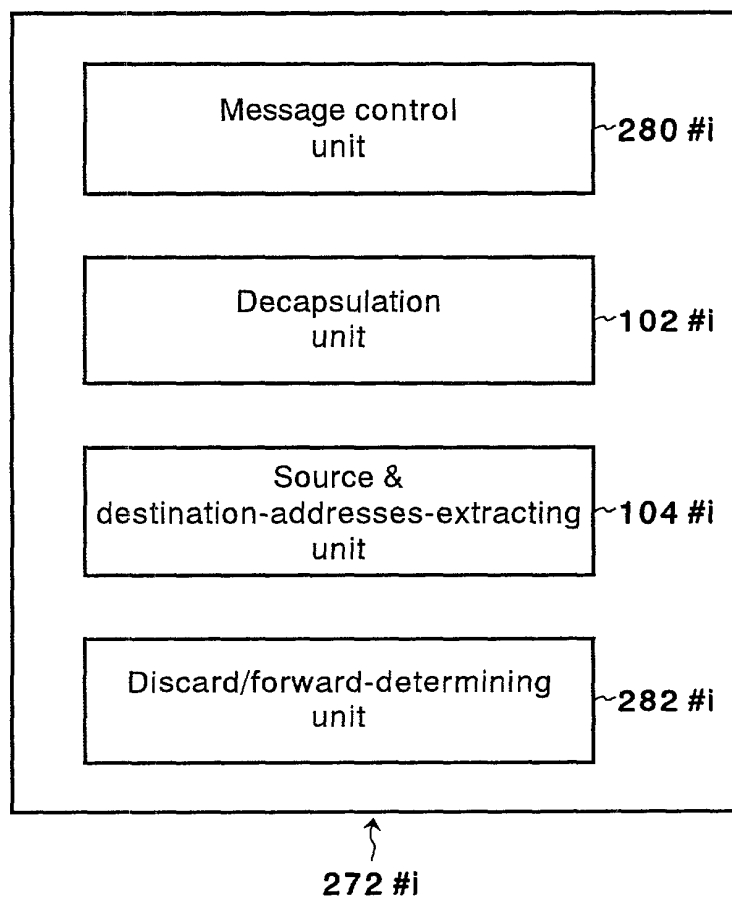 Message control
unit
280 #i
Decapsulation
unit
102 #i
Source &
destination-addresses-extracting
unit
104 #i
Discard/forward-determining
unit
282 #i
272 #i